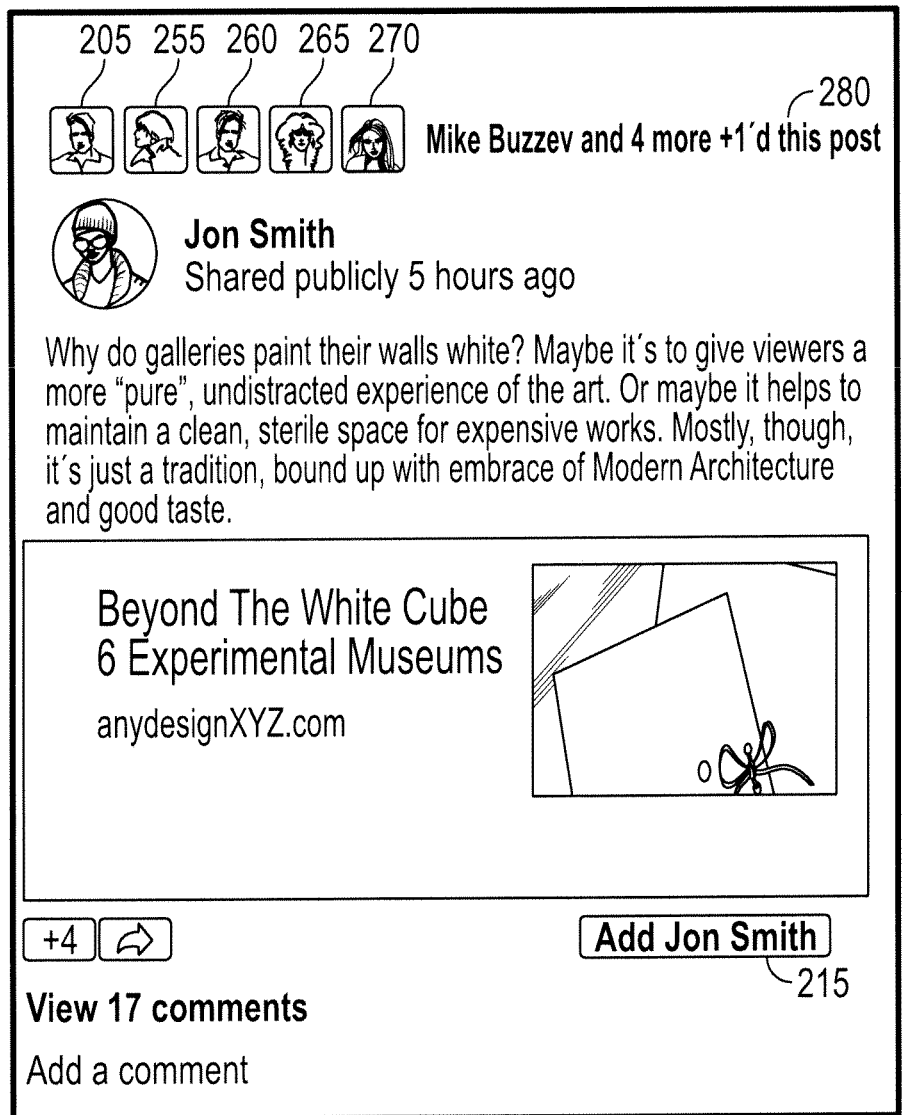 205 255 260 265 270
280
Mike Buzzev and 4 more +1´d this post
Jon Smith
Shared publicly 5 hours ago
Why do galleries paint their walls white? Maybe it´s to give viewers a
more “pure”, undistracted experience of the art. Or maybe it helps to
maintain a clean, sterile space for expensive works. Mostly, though,
it´s just a tradition, bound up with embrace of Modern Architecture
and good taste.
Beyond The White Cube
6 Experimental Museums
anydesignXYZ.com
+4
Add Jon Smith
215
View 17 comments
Add a comment